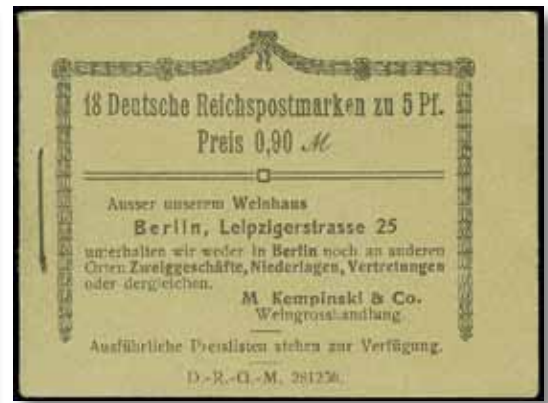 18 Deutsche Reichspostmarken zu 5 Pf.
Preis 0,90 M
Ausser unserem Weinhaus
Berlin, Leipzigerstrasse 25
unterhalten wir weder in Berlin noch an anderen
Orten Zweiggeschäfte, Niederlagen, Vertretungen
oder dergleichen.
M. Kempinski & Co.
Weingrosshandlung.
Ausführliche Preislisten stehen zur Verfügung.
D.-R.-G.-M. 281236.